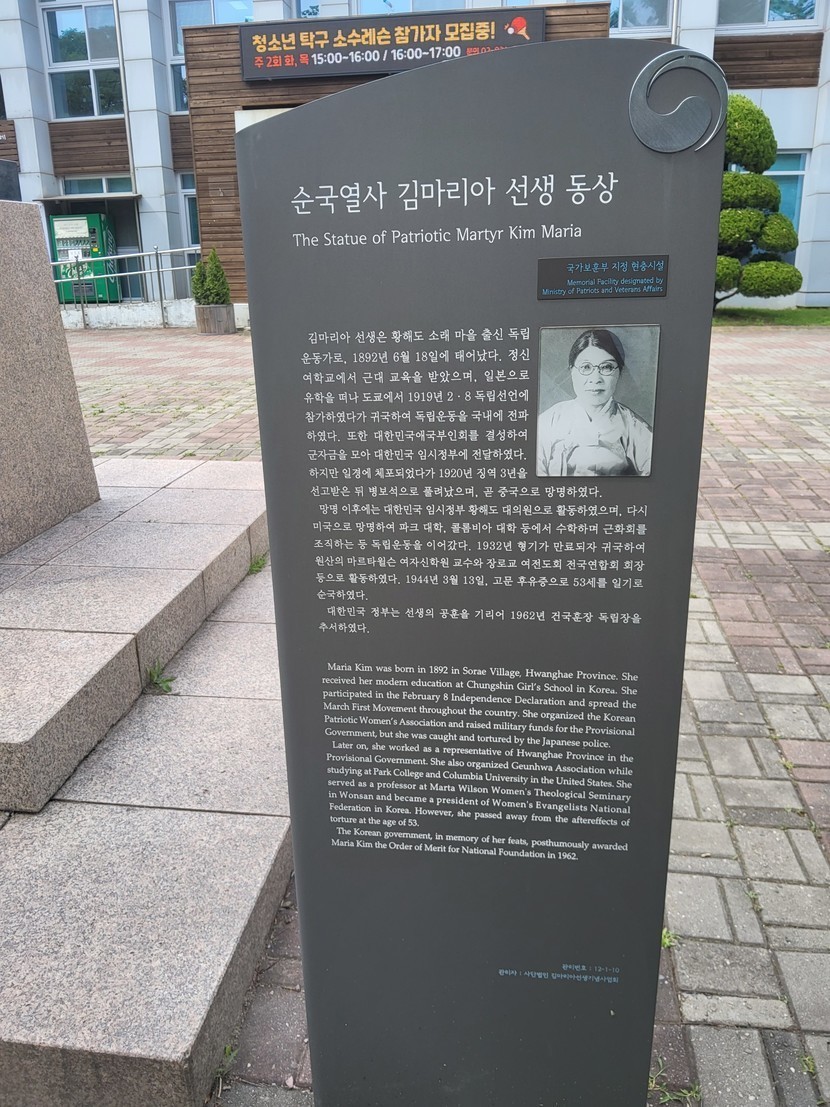 청소년 탁구 소수레슨 참가자 모집중!
주 2회 화, 목 15:00~16:00 / 16:00~17:00 문의
순국열사 김마리아 선생 동상
The Statue of Patriotic Martyr Kim Maria
국가보훈부 지정 현충시설
Memorial Facility designated by
Ministry of Patriots and Veterans Affairs
김마리아 선생은 황해도 소래 마을 출신 독립
운동가로, 1892년 6월 18일에 태어났다. 정신
여학교에서 근대 교육을 받았으며, 일본으로
유학을 떠나 도쿄에서 1919년 2·8 독립선언에
참가하였다가 귀국하여 독립운동을 국내에 전파
하였다. 또한 대한민국애국부인회를 결성하여
군자금을 모아 대한민국 임시정부에 전달하였다.
하지만 일경에 체포되었다가 1920년 징역 3년을
선고받은 뒤 병보석으로 풀려났으며, 곧 중국으로 망명하였다.
망명 이후에는 대한민국 임시정부 황해도 대의원으로 활동하였으며, 다시
미국으로 망명하여 파크 대학, 콜롬비아 대학 등에서 수학하며 근화회를
조직하는 등 독립운동을 이어갔다. 1932년 형기가 만료되자 귀국하여
원산의 마르타윌슨 여자신학원 교수와 장로교 여전도회 전국연합회 회장
등으로 활동하였다. 1944년 3월 13일, 고문 후유증으로 53세를 일기로
순국하였다.
대한민국 정부는 선생의 공훈을 기리어 1962년 건국훈장 독립장을
추서하였다.
Maria Kim was born in 1892 in Sorae Village, Hwanghae Province. She
received her modern education at Chungshin Girl's School in Korea. She
participated in the February 8 Independence Declaration and spread the
March First Movement throughout the country. She organized the Korean
Patriotic Women's Association and raised military funds for the Provisional
Government, but she was caught and tortured by the Japanese police.
Later on, she worked as a representative of Hwanghae Province in the
Provisional Government. She also organized Geunhwa Association while
studying at Park College and Columbia University in the United States. She
served as a professor at Marta Wilson Women's Theological Seminary
in Wonsan and became a president of Women's Evangelists National
Federation in Korea. However, she passed away from the aftereffects of
torture at the age of 53.
The Korean government, in memory of her feats, posthumously awarded
Maria Kim the Order of Merit for National Foundation in 1962.
관리번호 : 12-1-10
관리자 : 사단법인 김마리아선생기념사업회